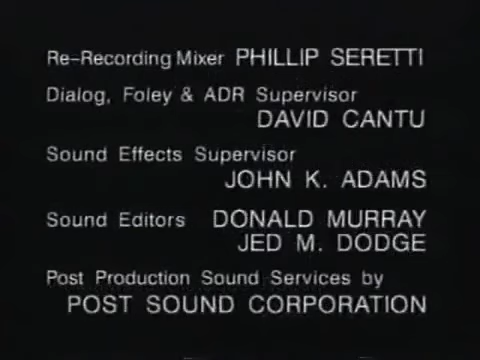 Re-Recording Mixer PHILLIP SERETTI
Dialog, Foley & ADR Supervisor
DAVID CANTU
Sound Effects Supervisor
JOHN K. ADAMS
Sound Editors DONALD MURRAY
JED M. DODGE
Post Production Sound Services by
POST SOUND CORPORATION